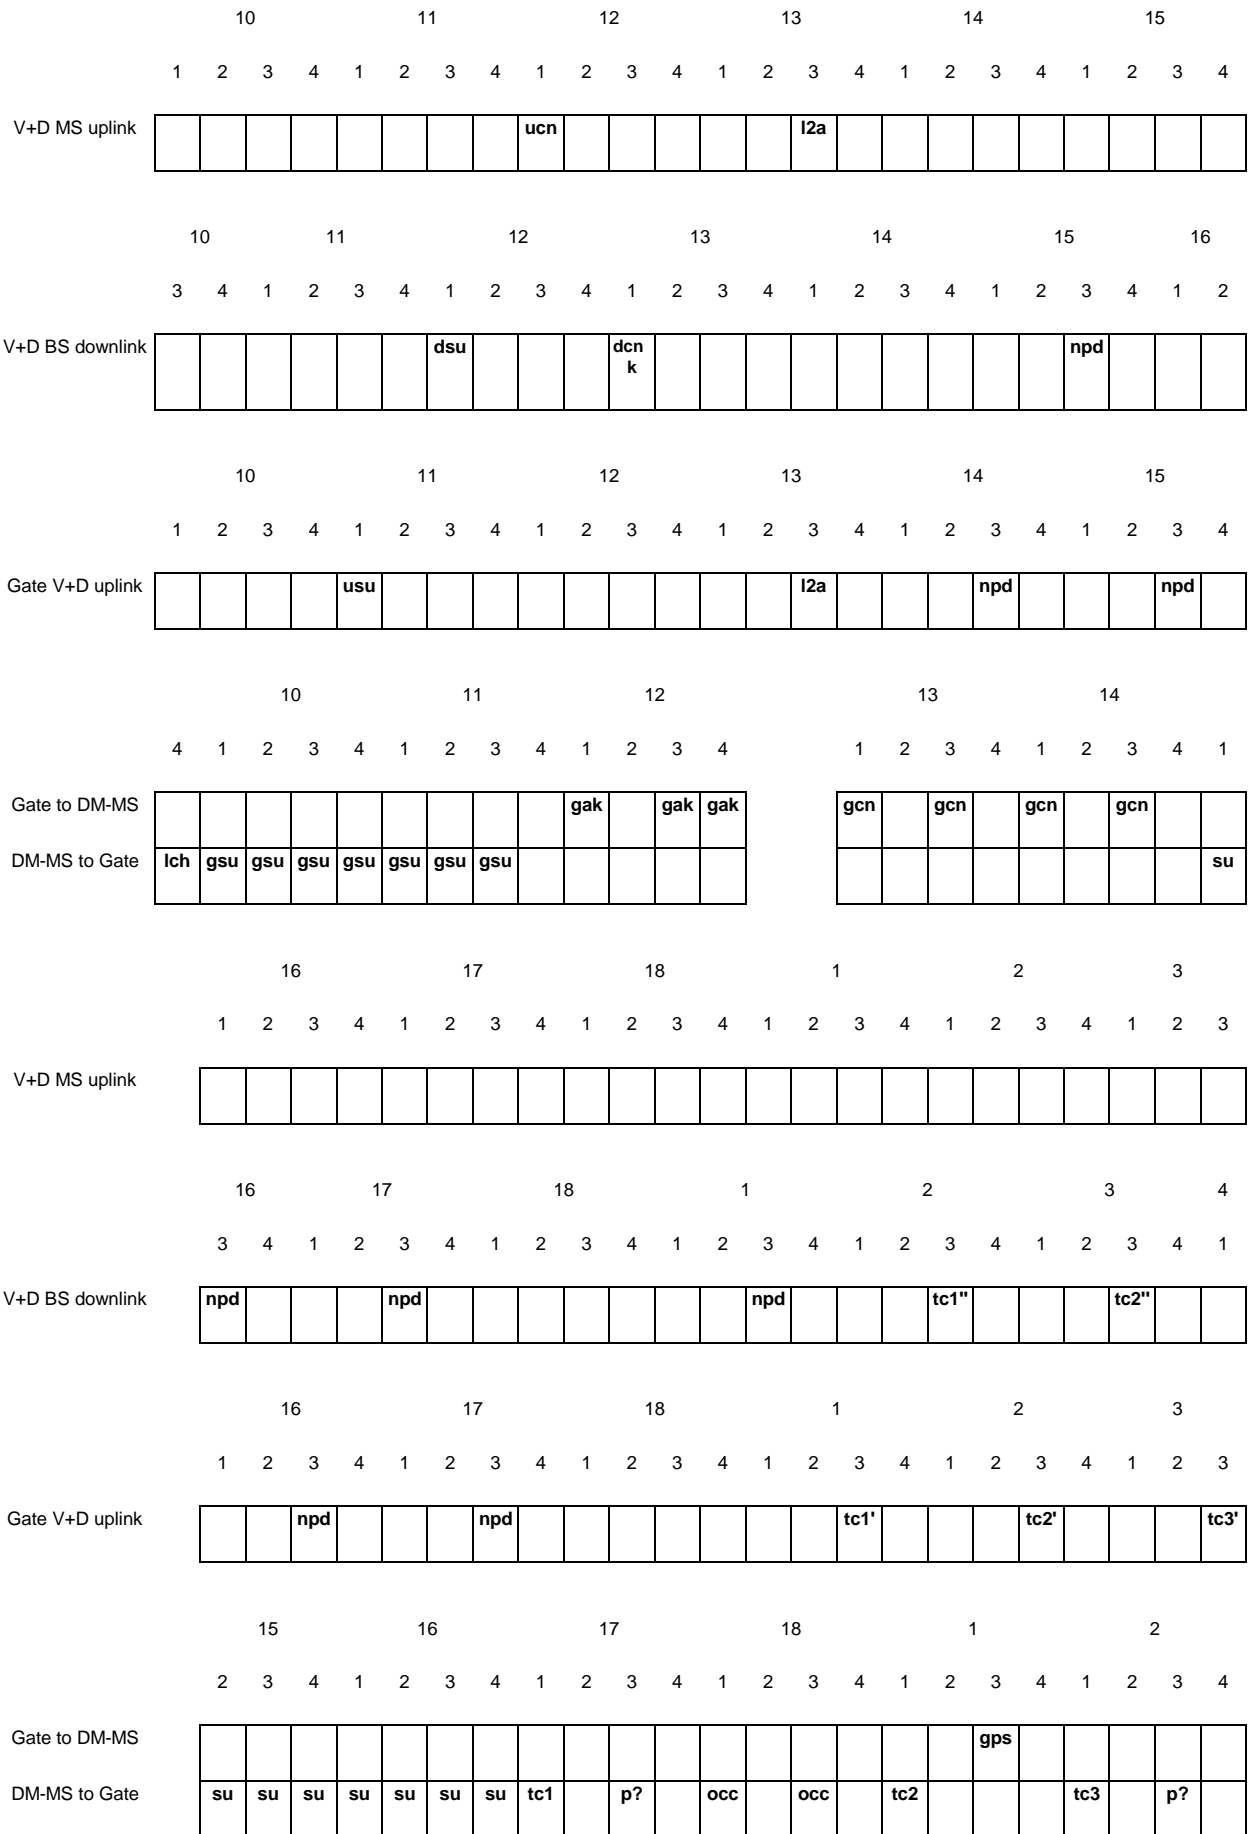 10 11 12 13 14 15
1 2 3 4 1 2 3 4 1 2 3 4 1 2 3 4 1 2 3 4 1 2 3 4
V+D MS uplink ucn l2a
10 11 12 13 14 15 16
3 4 1 2 3 4 1 2 3 4 1 2 3 4 1 2 3 4 1 2 3 4 1 2
V+D BS downlink dsu dcn npd
k
10 11 12 13 14 15
1 2 3 4 1 2 3 4 1 2 3 4 1 2 3 4 1 2 3 4 1 2 3 4
Gate V+D uplink usu l2a npd npd
10 11 12 13 14
4 1 2 3 4 1 2 3 4 1 2 3 4 1 2 3 4 1 2 3 4 1
Gate to DM-MS gak gak gak gcn gcn gcn gcn
DM-MS to Gate lch gsu gsu gsu gsu gsu gsu gsu su
16 17 18 1 2 3
1 2 3 4 1 2 3 4 1 2 3 4 1 2 3 4 1 2 3 4 1 2 3
V+D MS uplink
16 17 18 1 2 3 4
3 4 1 2 3 4 1 2 3 4 1 2 3 4 1 2 3 4 1 2 3 4 1
V+D BS downlink npd npd npd tc1" tc2"
16 17 18 1 2 3
1 2 3 4 1 2 3 4 1 2 3 4 1 2 3 4 1 2 3 4 1 2 3
Gate V+D uplink npd npd tc1' tc2' tc3'
15 16 17 18 1 2
2 3 4 1 2 3 4 1 2 3 4 1 2 3 4 1 2 3 4 1 2 3 4
Gate to DM-MS gps
DM-MS to Gate su su su su su su su tc1 p? occ occ tc2 tc3 p?